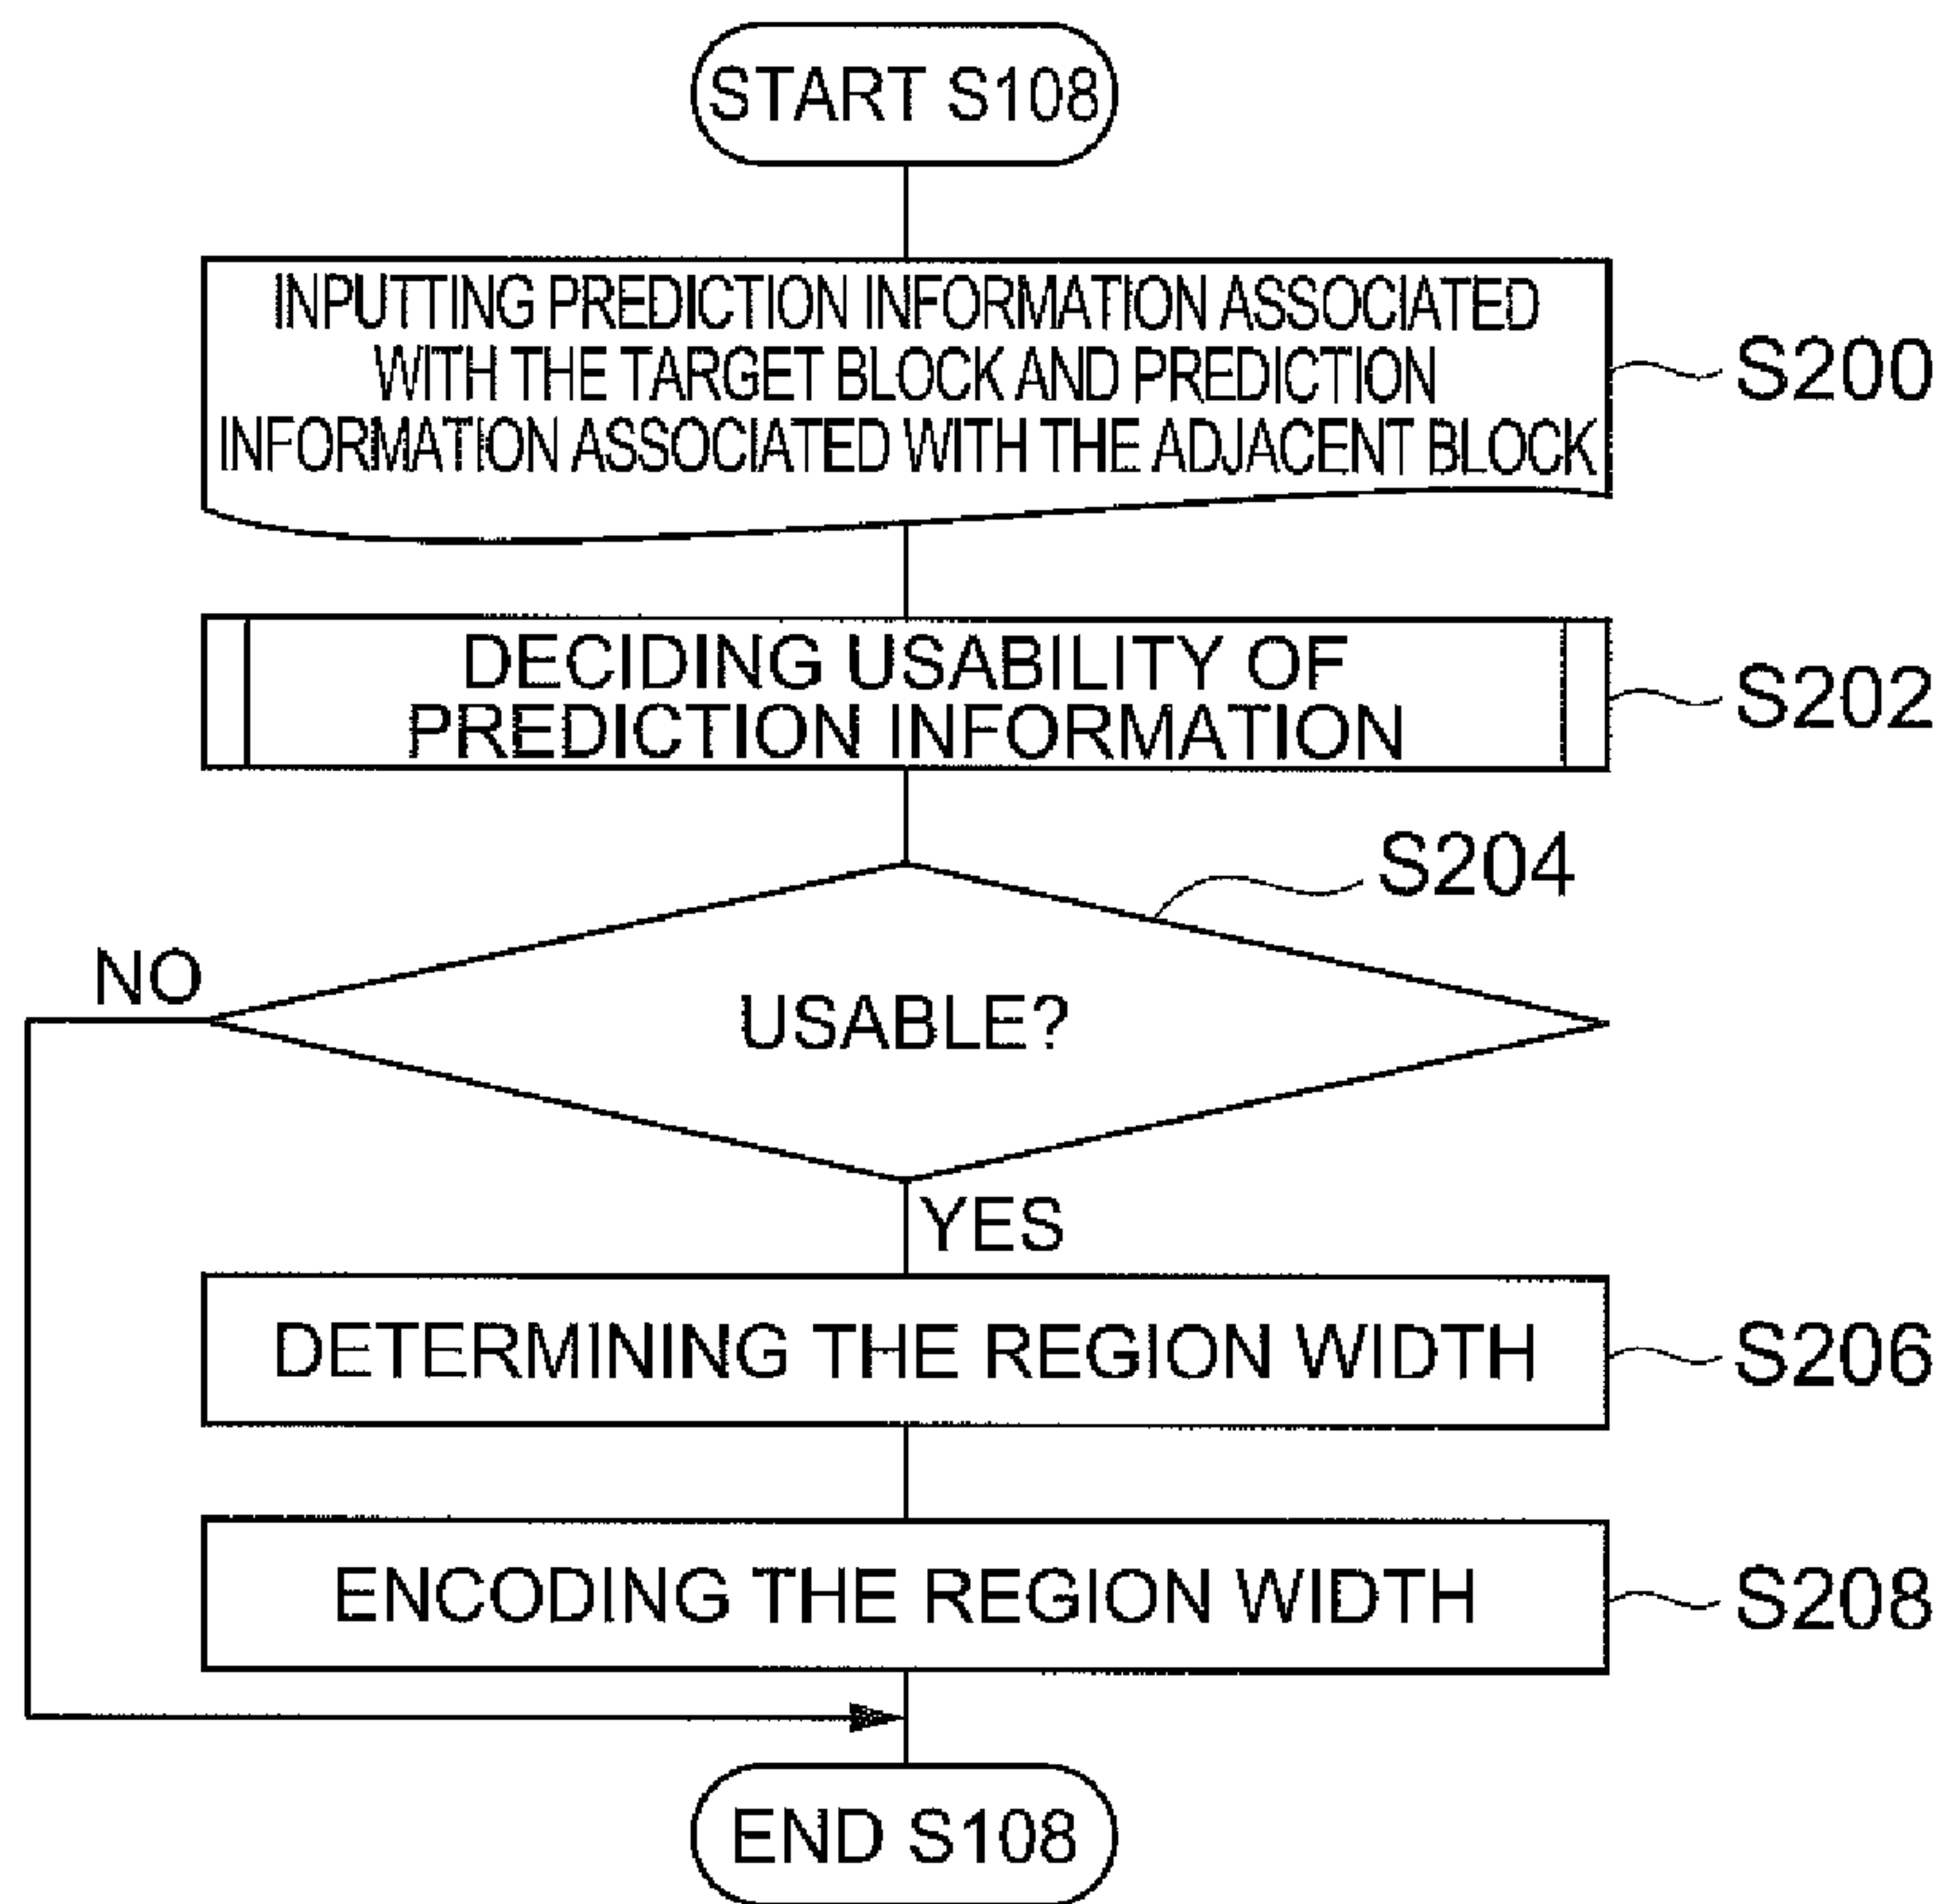 START S108
INPUTTING PREDICTION INFORMATION ASSOCIATED
WITH THE TARGET BLOCK AND PREDICTION
INFORMATION ASSOCIATED WITH THE ADJACENT BLOCK
S200
DECIDING USABILITY OF
PREDICTION INFORMATION
S202
S204
NO
USABLE?
YES
DETERMINING THE REGION WIDTH
S206
ENCODING THE REGION WIDTH
S208
END S108